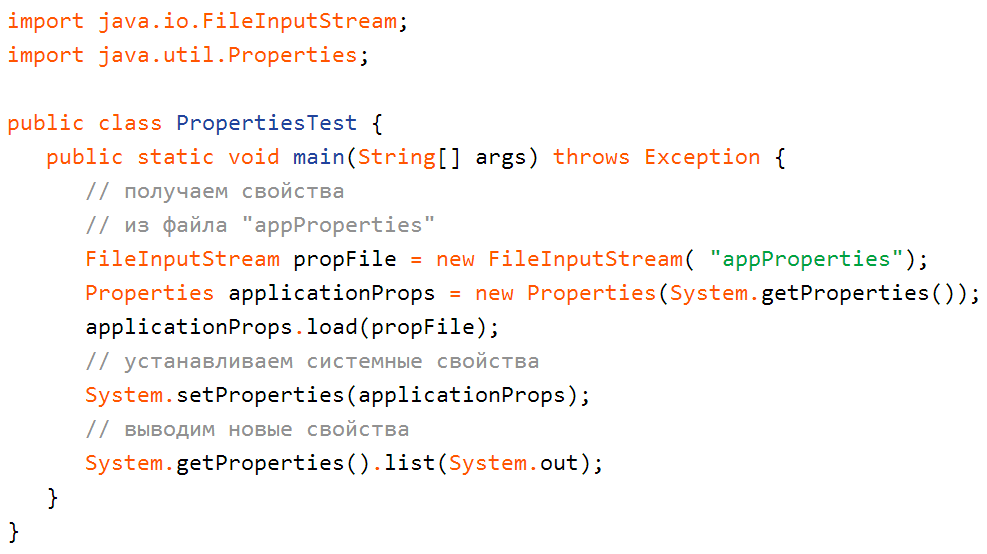 import java.io.FileInputStream;
import java.util.Properties;

public class PropertiesTest {
   public static void main(String[] args) throws Exception {
      // получаем свойства
      // из файла "appProperties"
      FileInputStream propFile = new FileInputStream( "appProperties");
      Properties applicationProps = new Properties(System.getProperties());
      applicationProps.load(propFile);
      // устанавливаем системные свойства
      System.setProperties(applicationProps);
      // выводим новые свойства
      System.getProperties().list(System.out);
   }
}